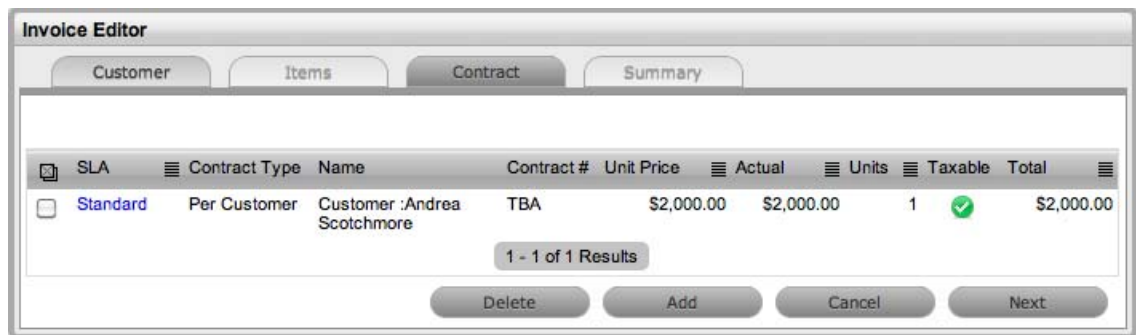 Invoice Editor
Customer Items Contract Summary
SLA Contract Type Name Contract # Unit Price Actual Units Taxable Total
Standard Per Customer Customer :Andrea Scotchmore TBA $2,000.00 $2,000.00 1 $2,000.00
1 - 1 of 1 Results
Delete Add Cancel Next